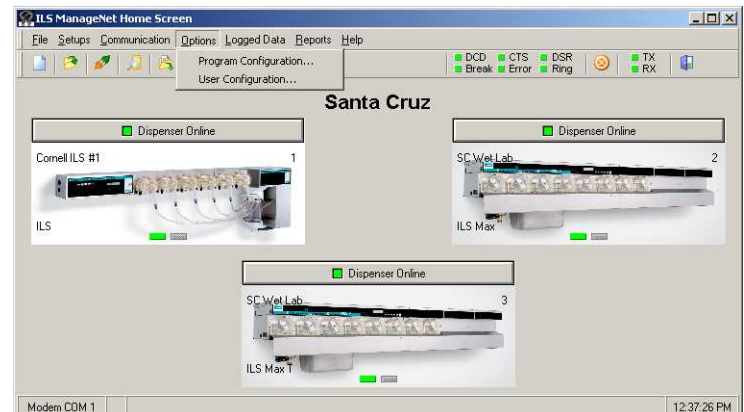 ILS ManageNet Home Screen
File Setups Communication Options Logged Data Reports Help
Program Configuration...
User Configuration...
DCD CTS DSR TX
Break Error Ring RX
Santa Cruz
Dispenser Online
Dispenser Online
Cornell ILS #1 1
SC Wet Lab 2
ILS
ILS Max
Dispenser Online
SC Wet Lab 3
ILS Max T
Modem COM 1 12:37:26 PM